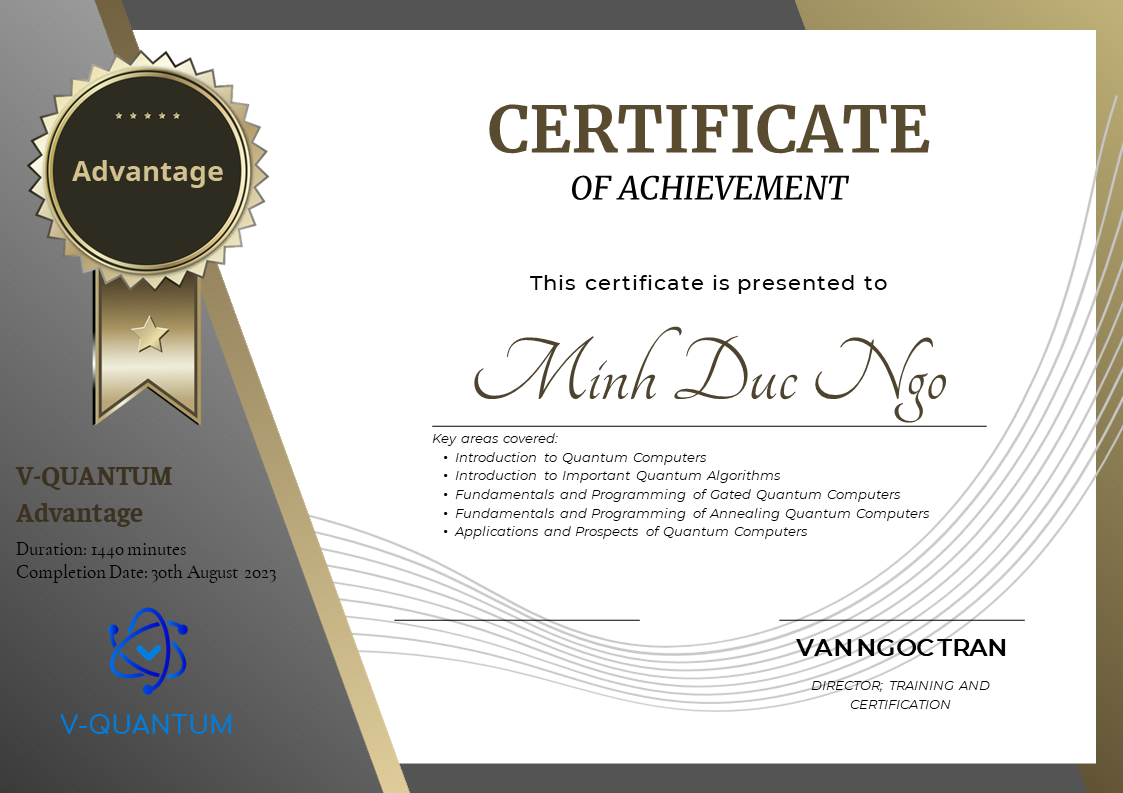 Advantage
CERTIFICATE
OF ACHIEVEMENT
This certificate is presented to
Minh Duc Ngo
Key areas covered:
• Introduction to Quantum Computers
• Introduction to Important Quantum Algorithms
• Fundamentals and Programming of Gated Quantum Computers
• Fundamentals and Programming of Annealing Quantum Computers
• Applications and Prospects of Quantum Computers
V-QUANTUM
Advantage
Duration: 1440 minutes
Completion Date: 30th August 2023
V-QUANTUM
VAN NGOC TRAN
DIRECTOR; TRAINING AND
CERTIFICATION